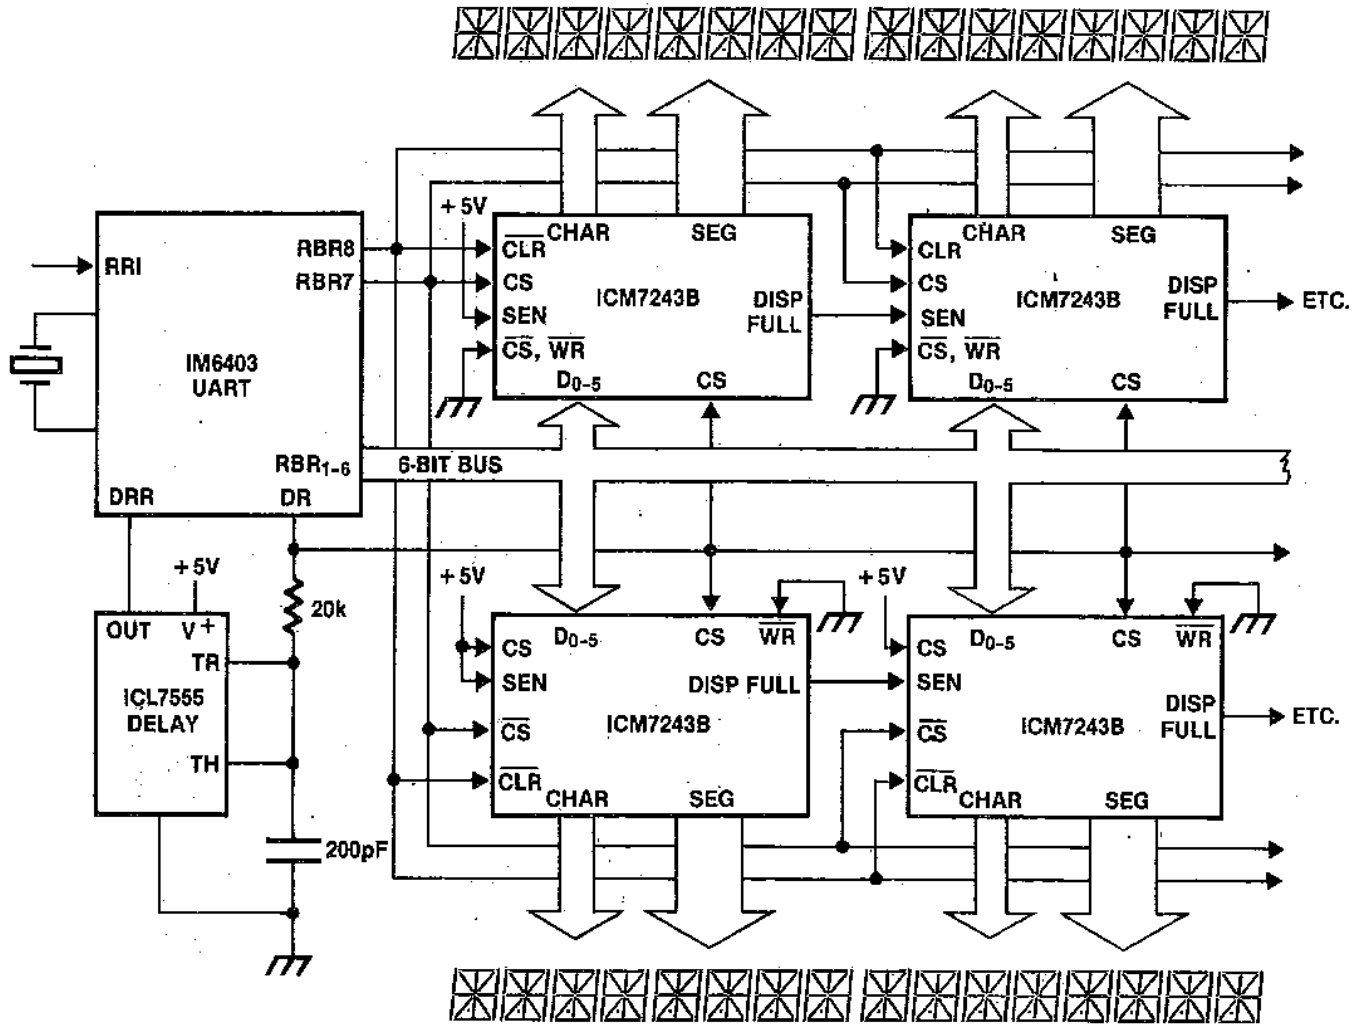 +5V
RBR8
CLR
CHAR
SEG
CLR
CHAR
SEG
RRI
RBR7
CS
ICM7243B
DISP
FULL
CS
ICM7243B
DISP
FULL
ETC.
SEN
SEN
IM6403
UART
CS, WR
CS, WR
D0-5
CS
D0-5
CS
RBR1-6
6-BIT BUS
DRR
DR
+5V
+5V
+5V
20k
OUT
V+
D0-5
CS
WR
D0-5
CS
WR
CS
CS
TR
SEN
DISP FULL
SEN
ICL7555
DELAY
ICM7243B
ICM7243B
DISP
FULL
ETC.
CS
CS
TH
CLR
CHAR
SEG
CLR
CHAR
SEG
200pF